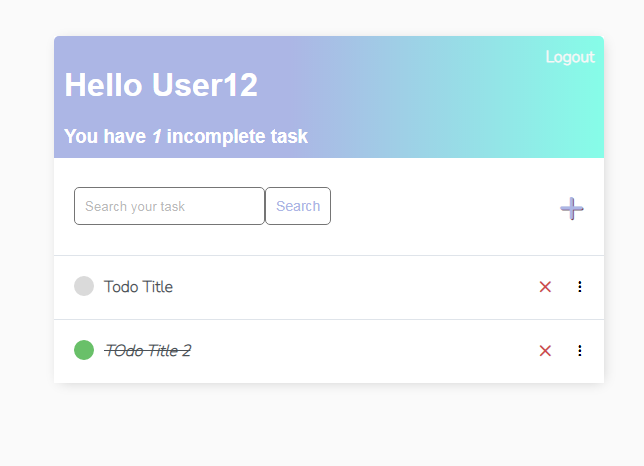 Logout
Hello User12
You have 1 incomplete task
Search your task
Search
Todo Title
TOdo Title 2